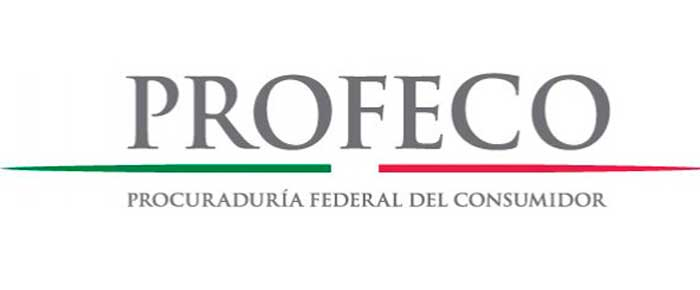 PROFECO
PROCURADURÍA FEDERAL DEL CONSUMIDOR